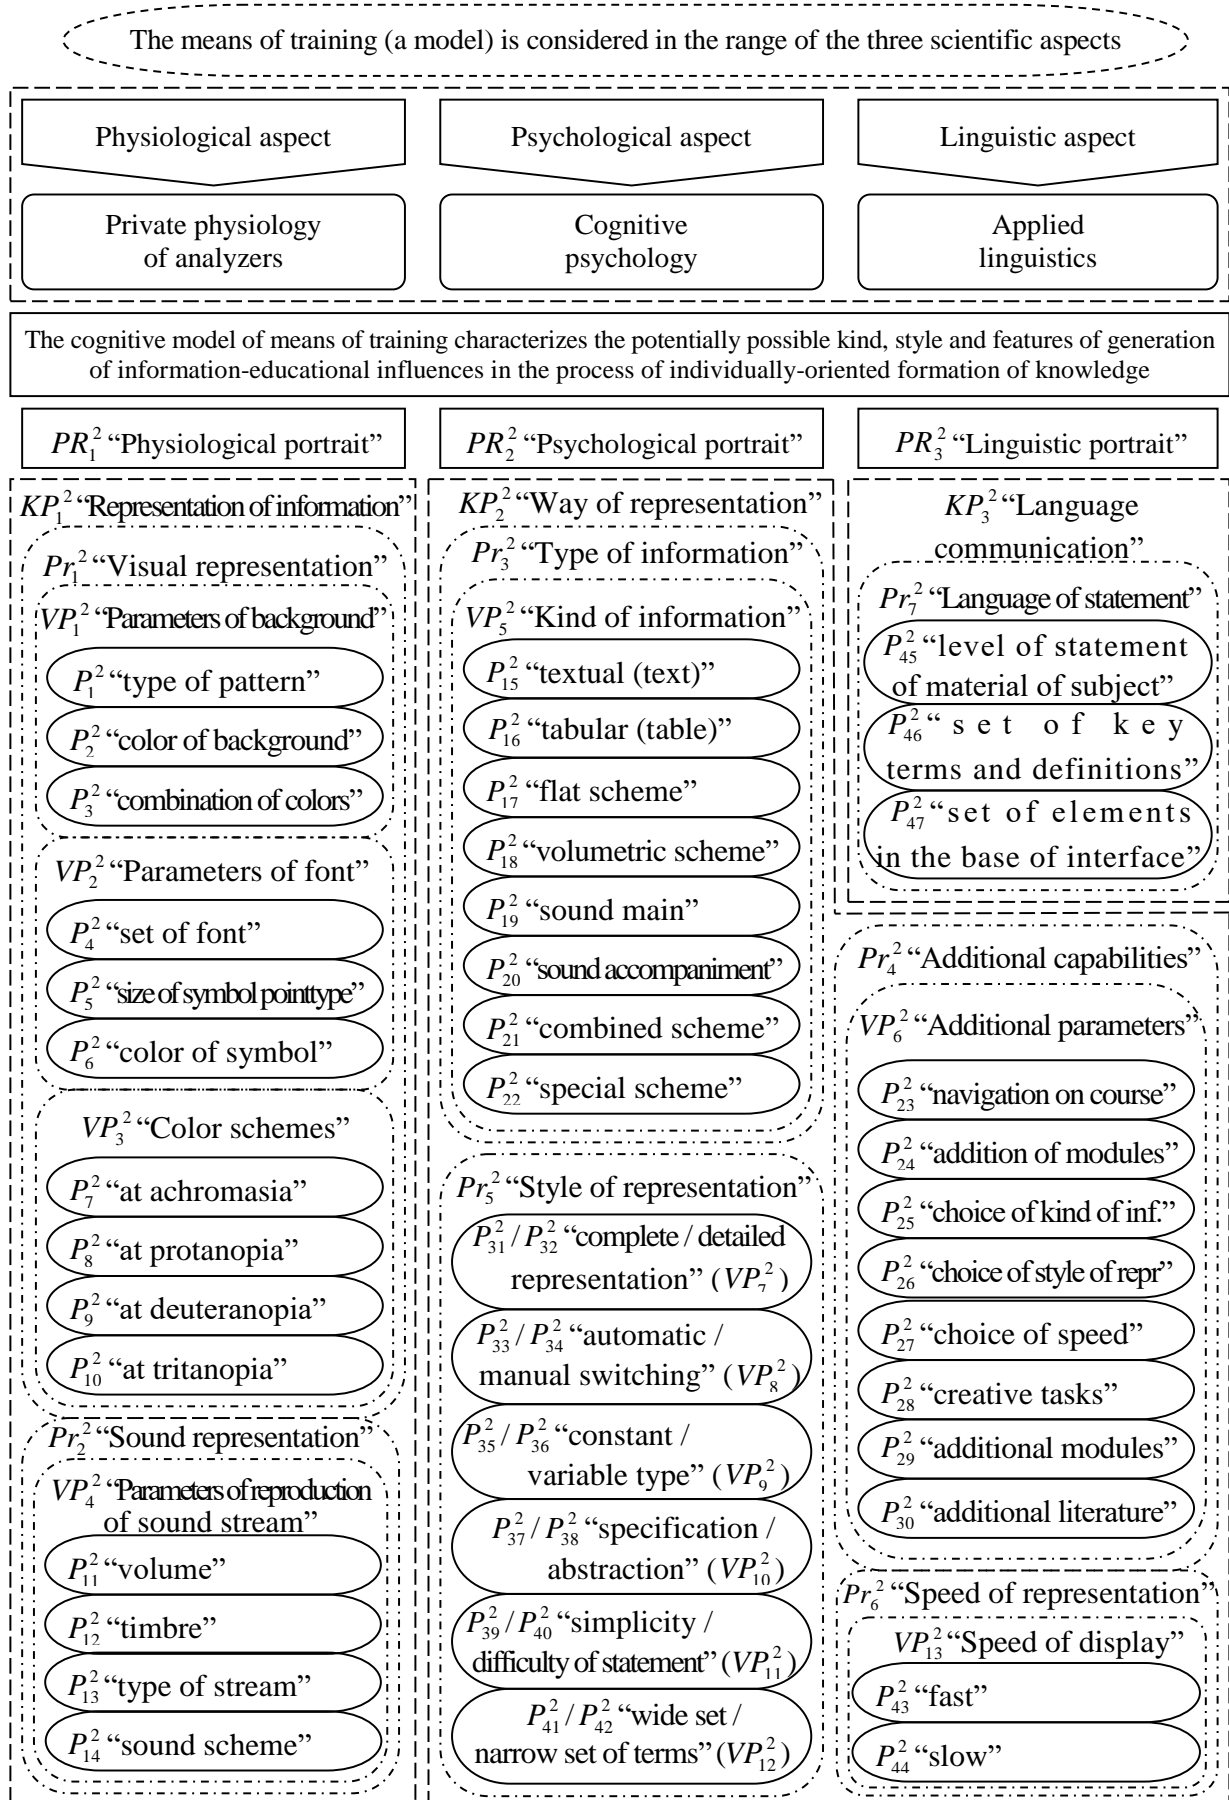 The means of training (a model) is considered in the range of the three scientific aspects
Physiological aspect
Psychological aspect
Linguistic aspect
Private physiology
of analyzers
Cognitive
psychology
Applied
linguistics
The cognitive model of means of training characterizes the potentially possible kind, style and features of generation
of information-educational influences in the process of individually-oriented formation of knowledge
PR₁² “Physiological portrait”
PR₂² “Psychological portrait”
PR₃² “Linguistic portrait”
KP₁² “Representation of information”
Pr₁² “Visual representation”
VP₁² “Parameters of background”
P₁² “type of pattern”
P₂² “color of background”
P₃² “combination of colors”
VP₂² “Parameters of font”
P₄² “set of font”
P₅² “size of symbol pointtype”
P₆² “color of symbol”
VP₃² “Color schemes”
P₇² “at achromasia”
P₈² “at protanopia”
P₉² “at deuteranopia”
P₁₀² “at tritanopia”
Pr₂² “Sound representation”
VP₄² “Parameters of reproduction
of sound stream”
P₁₁² “volume”
P₁₂² “timbre”
P₁₃² “type of stream”
P₁₄² “sound scheme”
KP₂² “Way of representation”
Pr₃² “Type of information”
VP₅² “Kind of information”
P₁₅² “textual (text)”
P₁₆² “tabular (table)”
P₁₇² “flat scheme”
P₁₈² “volumetric scheme”
P₁₉² “sound main”
P₂₀² “sound accompaniment”
P₂₁² “combined scheme”
P₂₂² “special scheme”
Pr₅² “Style of representation”
P₃₁² / P₃₂² “complete / detailed
representation” (VP₇²)
P₃₃² / P₃₄² “automatic /
manual switching” (VP₈²)
P₃₅² / P₃₆² “constant /
variable type” (VP₉²)
P₃₇² / P₃₈² “specification /
abstraction” (VP₁₀²)
P₃₉² / P₄₀² “simplicity /
difficulty of statement” (VP₁₁²)
P₄₁² / P₄₂² “wide set /
narrow set of terms” (VP₁₂²)
KP₃² “Language
communication”
Pr₇² “Language of statement”
P₄₅² “level of statement
of material of subject”
P₄₆² “set of key
terms and definitions”
P₄₇² “set of elements
in the base of interface”
Pr₄² “Additional capabilities”
VP₆² “Additional parameters”
P₂₃² “navigation on course”
P₂₄² “addition of modules”
P₂₅² “choice of kind of inf.”
P₂₆² “choice of style of repr”
P₂₇² “choice of speed”
P₂₈² “creative tasks”
P₂₉² “additional modules”
P₃₀² “additional literature”
Pr₆² “Speed of representation”
VP₁₃² “Speed of display”
P₄₃² “fast”
P₄₄² “slow”